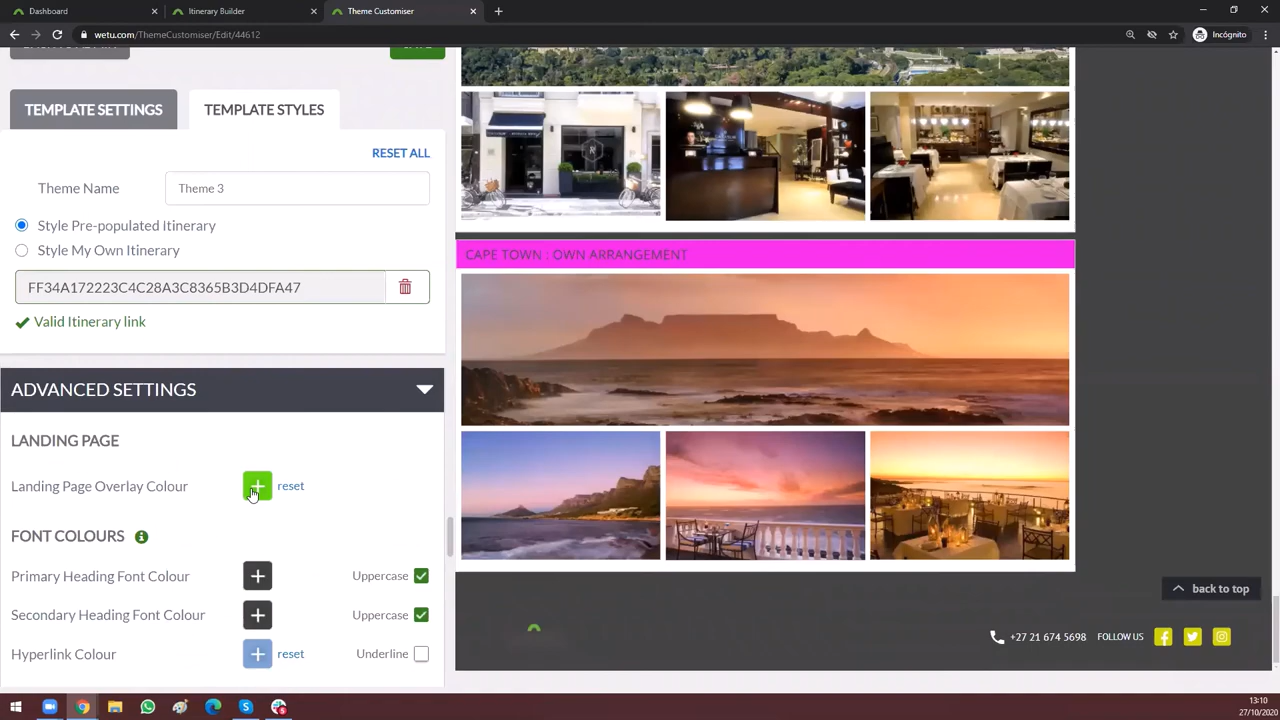 Dashboard
Itinerary Builder
Theme Customiser
wetu.com/ThemeCustomiser/Edit/44612
Incógnito
TEMPLATE SETTINGS
TEMPLATE STYLES
RESET ALL
Theme Name
Theme 3
Style Pre-populated Itinerary
Style My Own Itinerary
FF34A172223C4C28A3C8365B3D4DFA47
Valid Itinerary link
ADVANCED SETTINGS
LANDING PAGE
Landing Page Overlay Colour
reset
FONT COLOURS
Primary Heading Font Colour
Uppercase
Secondary Heading Font Colour
Uppercase
Hyperlink Colour
reset
Underline
CAPE TOWN : OWN ARRANGEMENT
back to top
+27 21 674 5698
FOLLOW US
13:10
27/10/2020